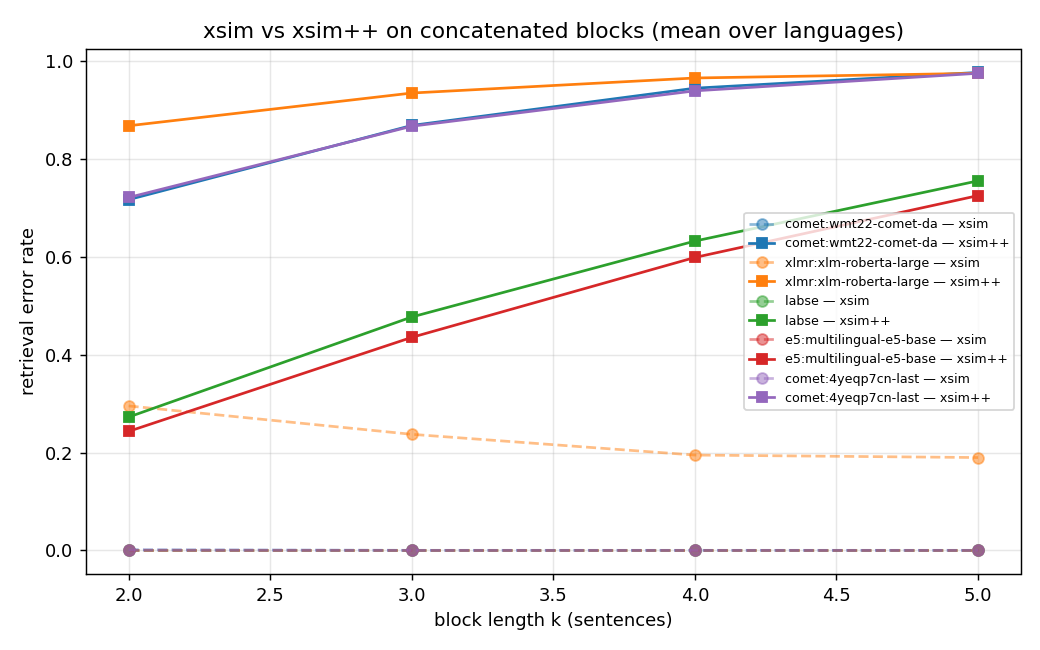 xsim vs xsim++ on concatenated blocks (mean over languages)
retrieval error rate
1.0
0.8
0.6
0.4
0.2
0.0
comet:wmt22-comet-da — xsim
comet:wmt22-comet-da — xsim++
xlmr:xlm-roberta-large — xsim
xlmr:xlm-roberta-large — xsim++
labse — xsim
labse — xsim++
e5:multilingual-e5-base — xsim
e5:multilingual-e5-base — xsim++
comet:4yeqp7cn-last — xsim
comet:4yeqp7cn-last — xsim++
2.0 2.5 3.0 3.5 4.0 4.5 5.0
block length k (sentences)